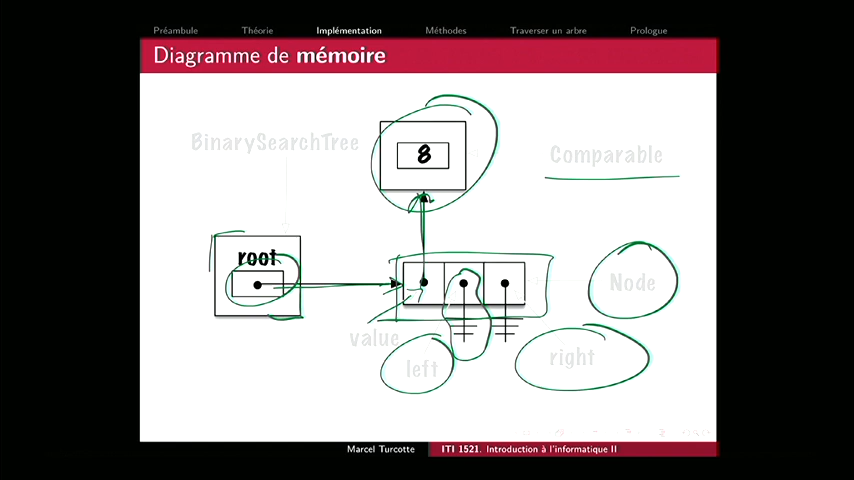 Préambule Théorie Implémentation Méthodes Traverser un arbre Prologue
Diagramme de mémoire
BinarySearchTree
8
Comparable
root
Node
value
left
right
Marcel Turcotte ITI 1521. Introduction à l'informatique II